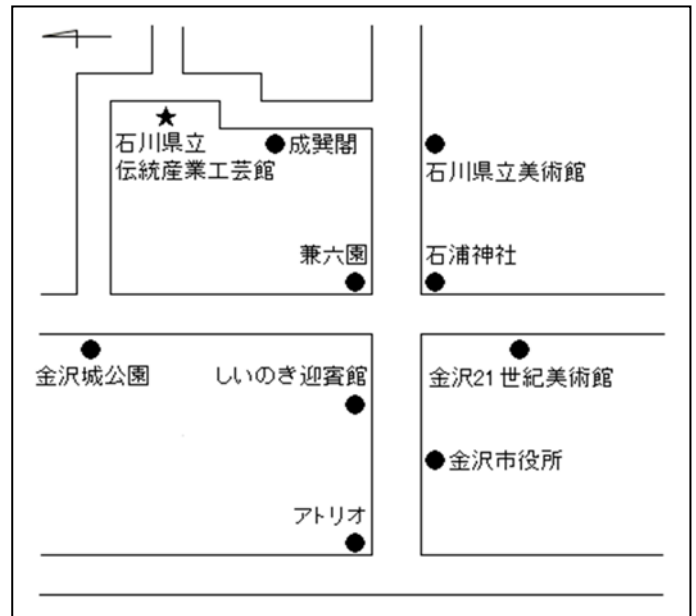 石川県立
伝統産業工芸館
成巽閣
石川県立美術館
兼六園
石浦神社
金沢城公園
しいのき迎賓館
金沢21世紀美術館
金沢市役所
アトリオ